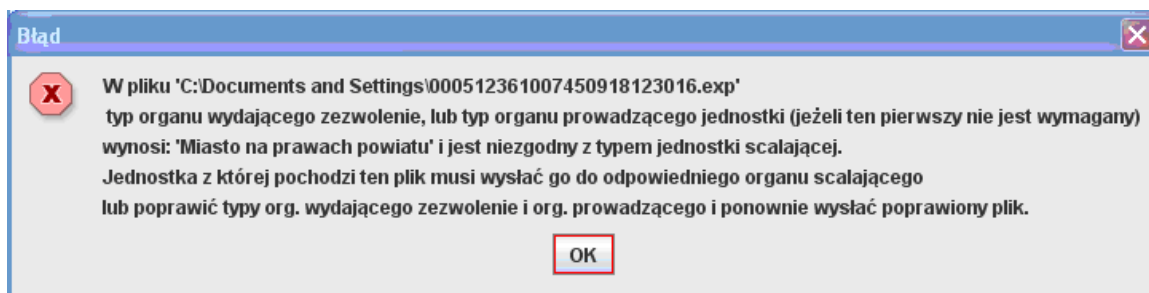 Błąd
W pliku 'C:\Documents and Settings\000512361007450918123016.exp'
typ organu wydającego zezwolenie, lub typ organu prowadzącego jednostki (jeżeli ten pierwszy nie jest wymagany)
wynosi: 'Miasto na prawach powiatu' i jest niezgodny z typem jednostki scalającej.
Jednostka z której pochodzi ten plik musi wysłać go do odpowiedniego organu scalającego
lub poprawić typy org. wydającego zezwolenie i org. prowadzącego i ponownie wysłać poprawiony plik.
OK